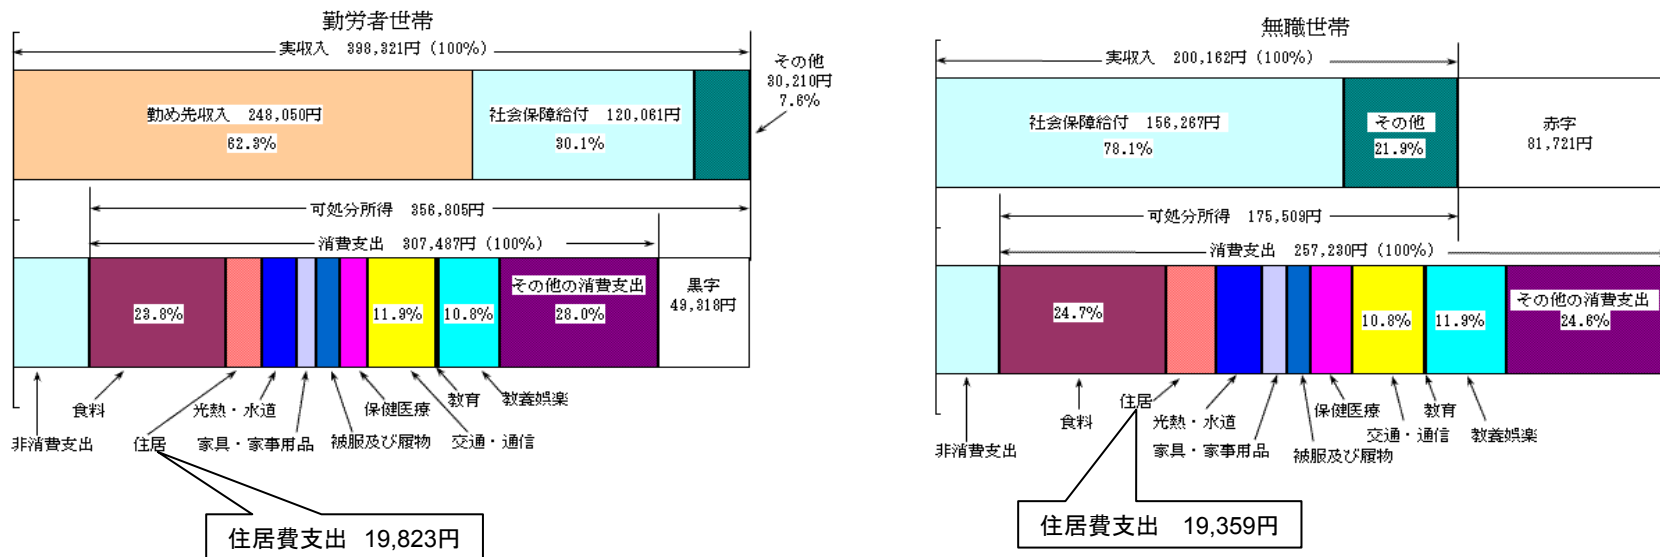 勤労者世帯
実収入 398,321円 (100%)
その他
30,210円
7.6%
勤め先収入 248,050円
62.3%
社会保障給付 120,061円
30.1%
可処分所得 356,805円
消費支出 307,487円 (100%)
23.8%
11.9%
10.8%
その他の消費支出
28.0%
黒字
49,318円
食料
光熱・水道
保健医療
教育
教養娯楽
非消費支出
住居
家具・家事用品
被服及び履物
交通・通信
住居費支出 19,823円
無職世帯
実収入 200,162円 (100%)
社会保障給付 156,267円
78.1%
その他
21.9%
赤字
81,721円
可処分所得 175,509円
消費支出 257,230円 (100%)
24.7%
10.8%
11.9%
その他の消費支出
24.6%
食料
住居
光熱・水道
保健医療
教育
非消費支出
家具・家事用品
被服及び履物
交通・通信
教養娯楽
住居費支出 19,359円